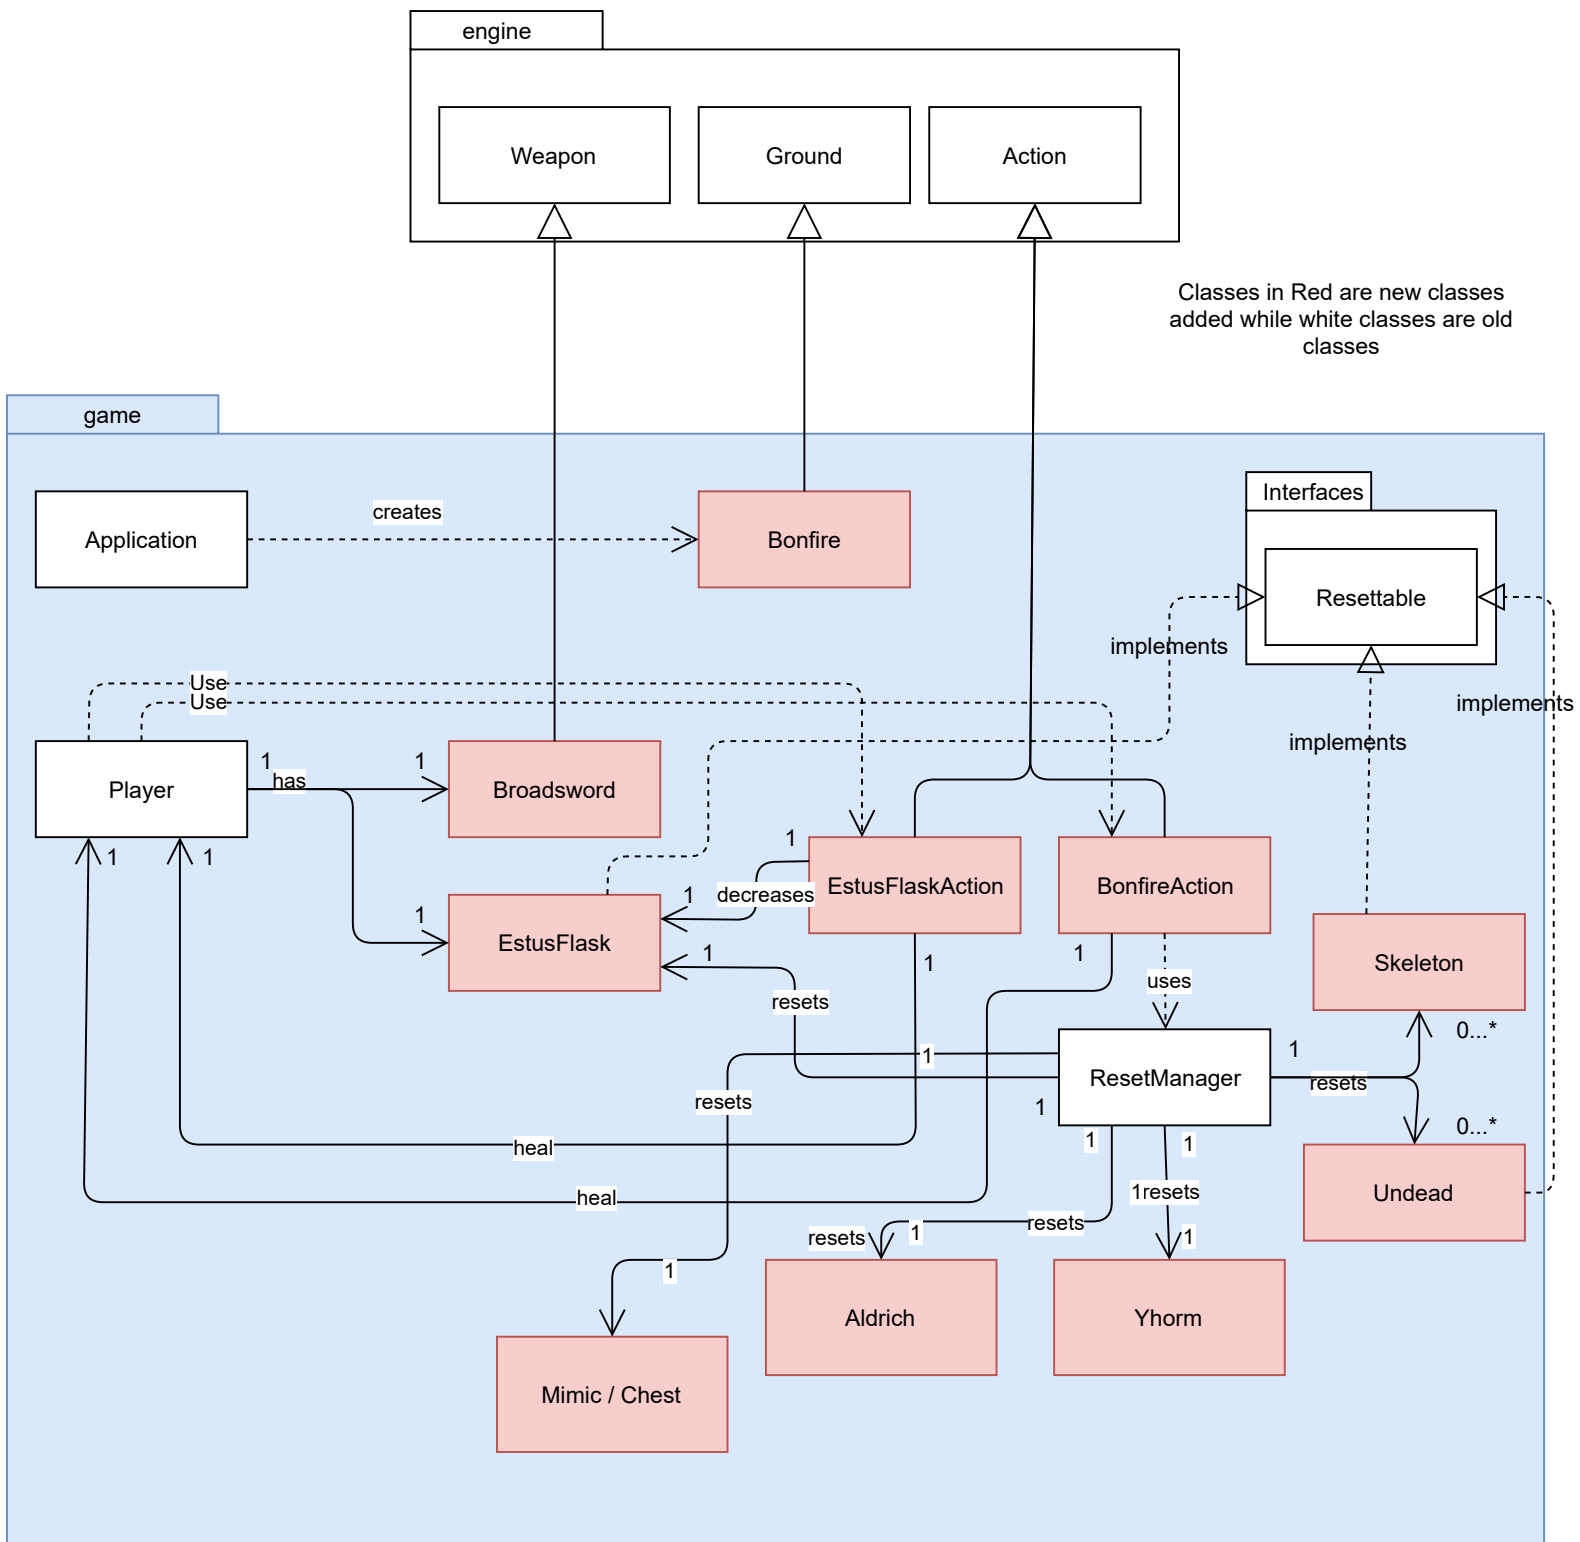 engine
Weapon
Ground
Action
Classes in Red are new classes
added while white classes are old
classes
game
Application
creates
Bonfire
Interfaces
Resettable
implements
implements
implements
Use
Use
Player
1
has
1
Broadsword
1
1
1
EstusFlask
1
decreases
1
EstusFlaskAction
BonfireAction
1
resets
1
1
uses
Skeleton
0...*
1
ResetManager
1
resets
resets
1
1
1
0...*
Undead
heal
heal
1resets
resets
resets
1
1
1
Aldrich
Yhorm
Mimic / Chest